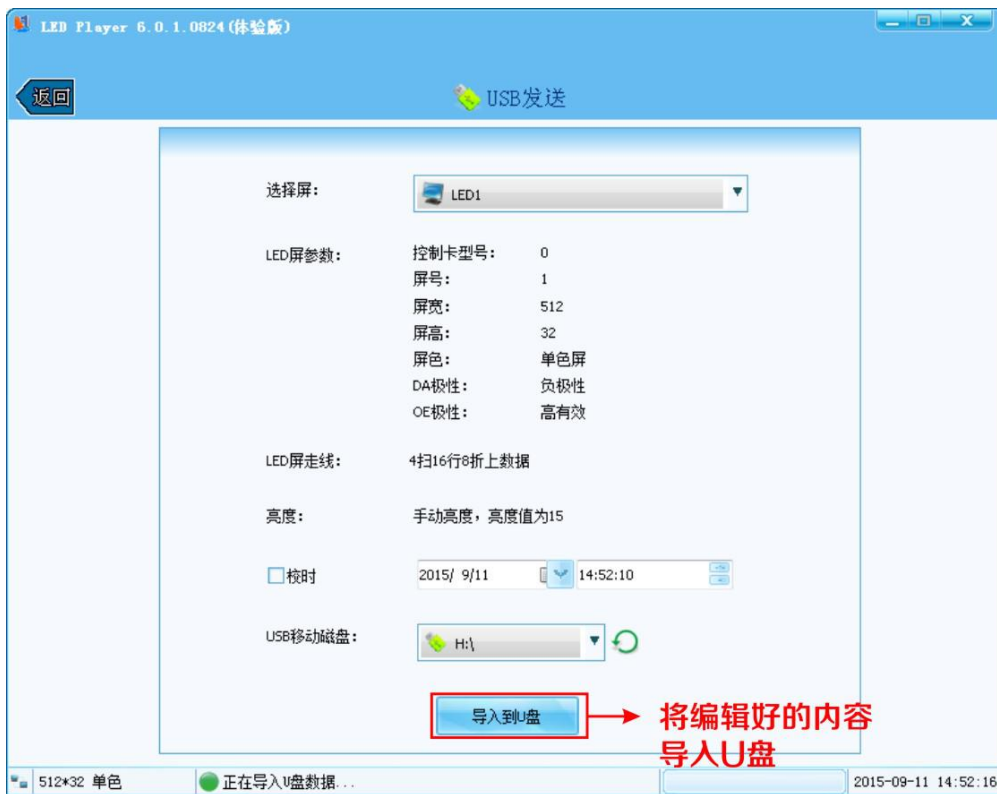 LED Player 6.0.1.0824(体验版)
返回
USB发送
选择屏:
LED1
LED屏参数:
控制卡型号: 0
屏号: 1
屏宽: 512
屏高: 32
屏色: 单色屏
DA极性: 负极性
OE极性: 高有效
LED屏走线: 4扫16行8折上数据
亮度: 手动亮度，亮度值为15
校时 2015/ 9/11 14:52:10
USB移动磁盘: H:\
导入到U盘
将编辑好的内容
导入U盘
512*32 单色 正在导入U盘数据... 2015-09-11 14:52:16